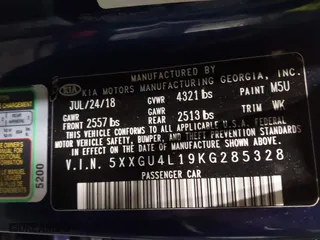 MANUFACTURED BY
KIA KIA MOTORS MANUFACTURING GEORGIA, INC.
JUL/24/18 GVWR 4321 lbs PAINT M5U
GAWR FRONT 2557 lbs GAWR REAR 2513 lbs TRIM WK
THIS VEHICLE CONFORMS TO ALL APPLICABLE U.S.A. FEDERAL
MOTOR VEHICLE SAFETY, BUMPER, AND THEFT PREVENTION
STANDARDS IN EFFECT ON THE DATE OF MANUFACTURE SHOWN ABOVE.
V.I.N. 5XXGU4L19KG285328
PASSENGER CAR
5200